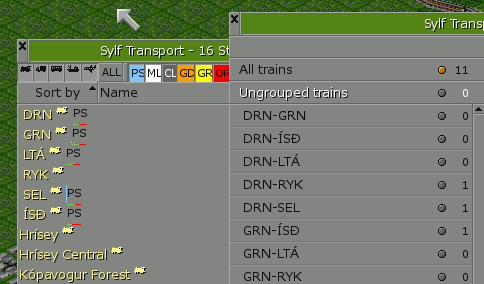 Sylf Transport - 16 St
ALL PS ML CL GD GR OR
Sort by Name
DRN PS
GRN PS
LTÁ PS
RYK
SEL PS
ÍSÐ PS
Hrísey
Hrísey Central
Kópavogur Forest
Sylf Transp
All trains 11
Ungrouped trains 0
DRN-GRN 0
DRN-ÍSÐ 0
DRN-LTÁ 0
DRN-RYK 1
DRN-SEL 1
GRN-ÍSÐ 1
GRN-LTÁ 0
GRN-RYK 0